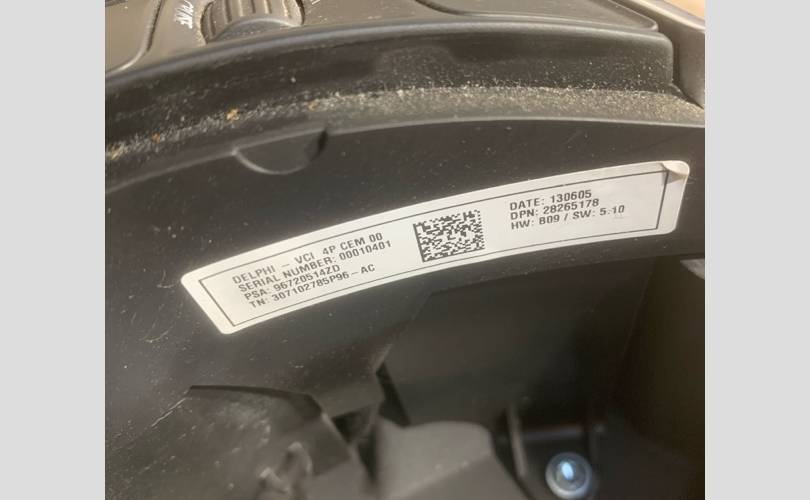 DELPHI - VCI 4P CEM 00
SERIAL NUMBER: 00010401
PSA: 96720514ZD
TN: 307102785P96-AC
DATE: 130605
DPN: 28265178
HW: B09 / SW: 5:10